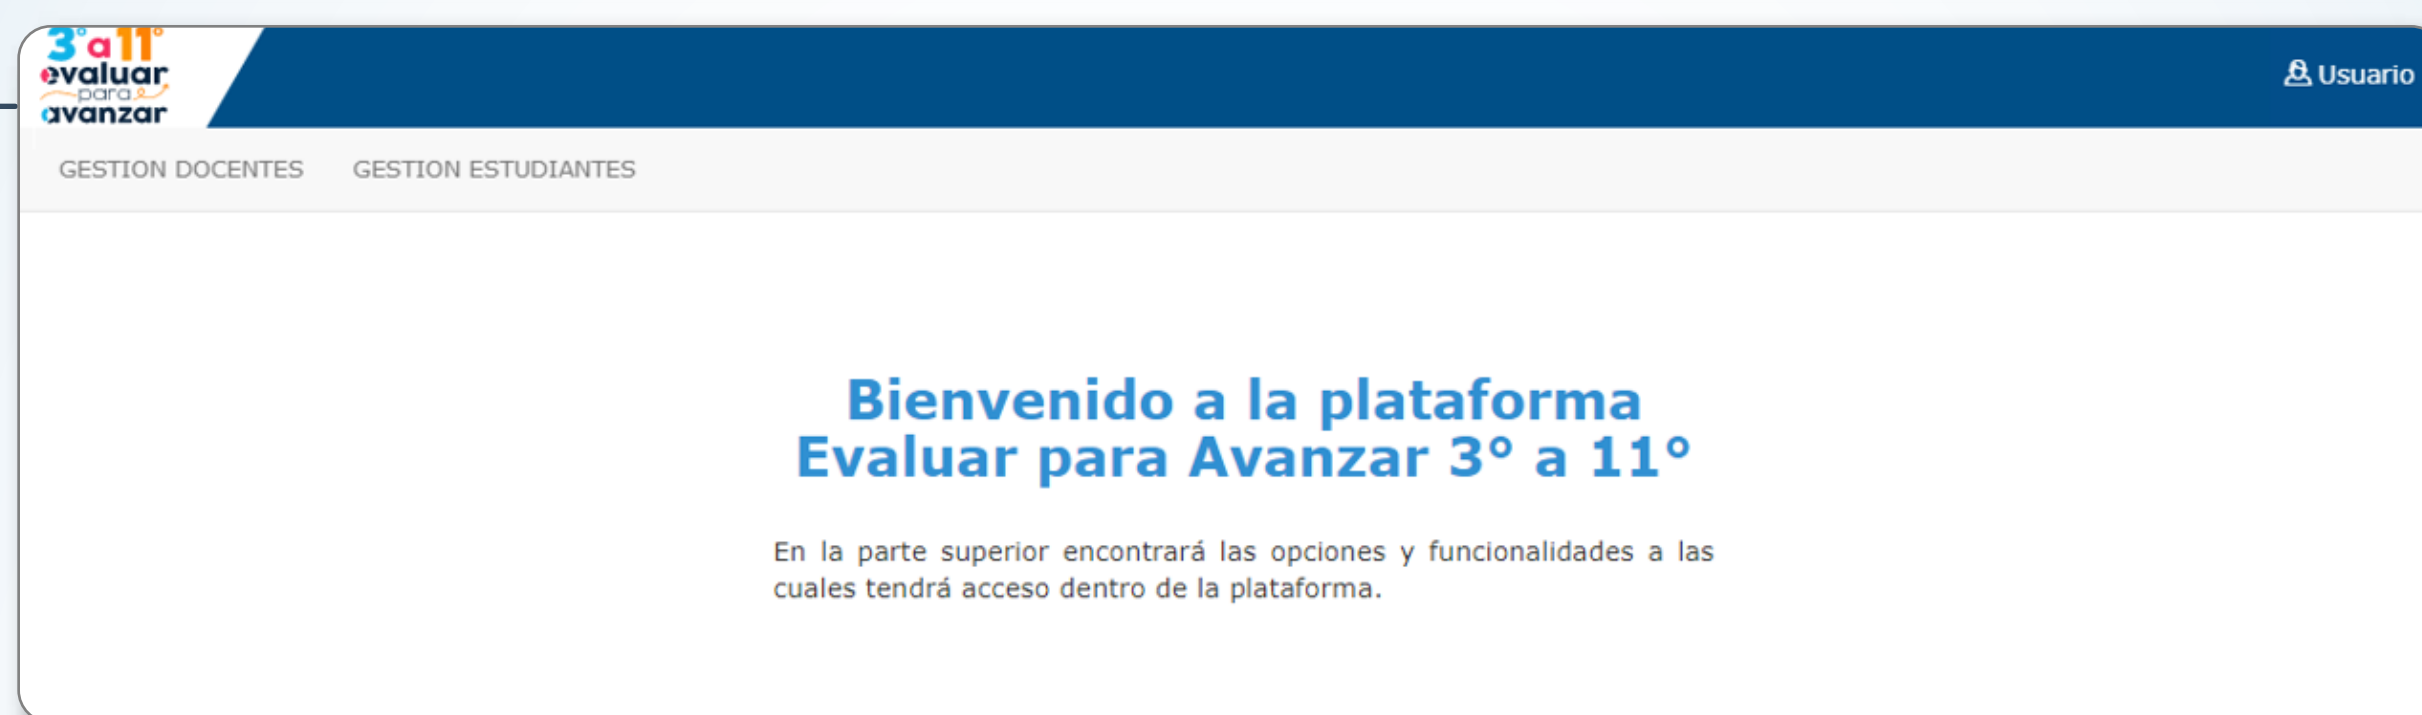 3° a 11°
evaluar
para
avanzar
Usuario
GESTION DOCENTES GESTION ESTUDIANTES
Bienvenido a la plataforma
Evaluar para Avanzar 3° a 11°
En la parte superior encontrará las opciones y funcionalidades a las
cuales tendrá acceso dentro de la plataforma.